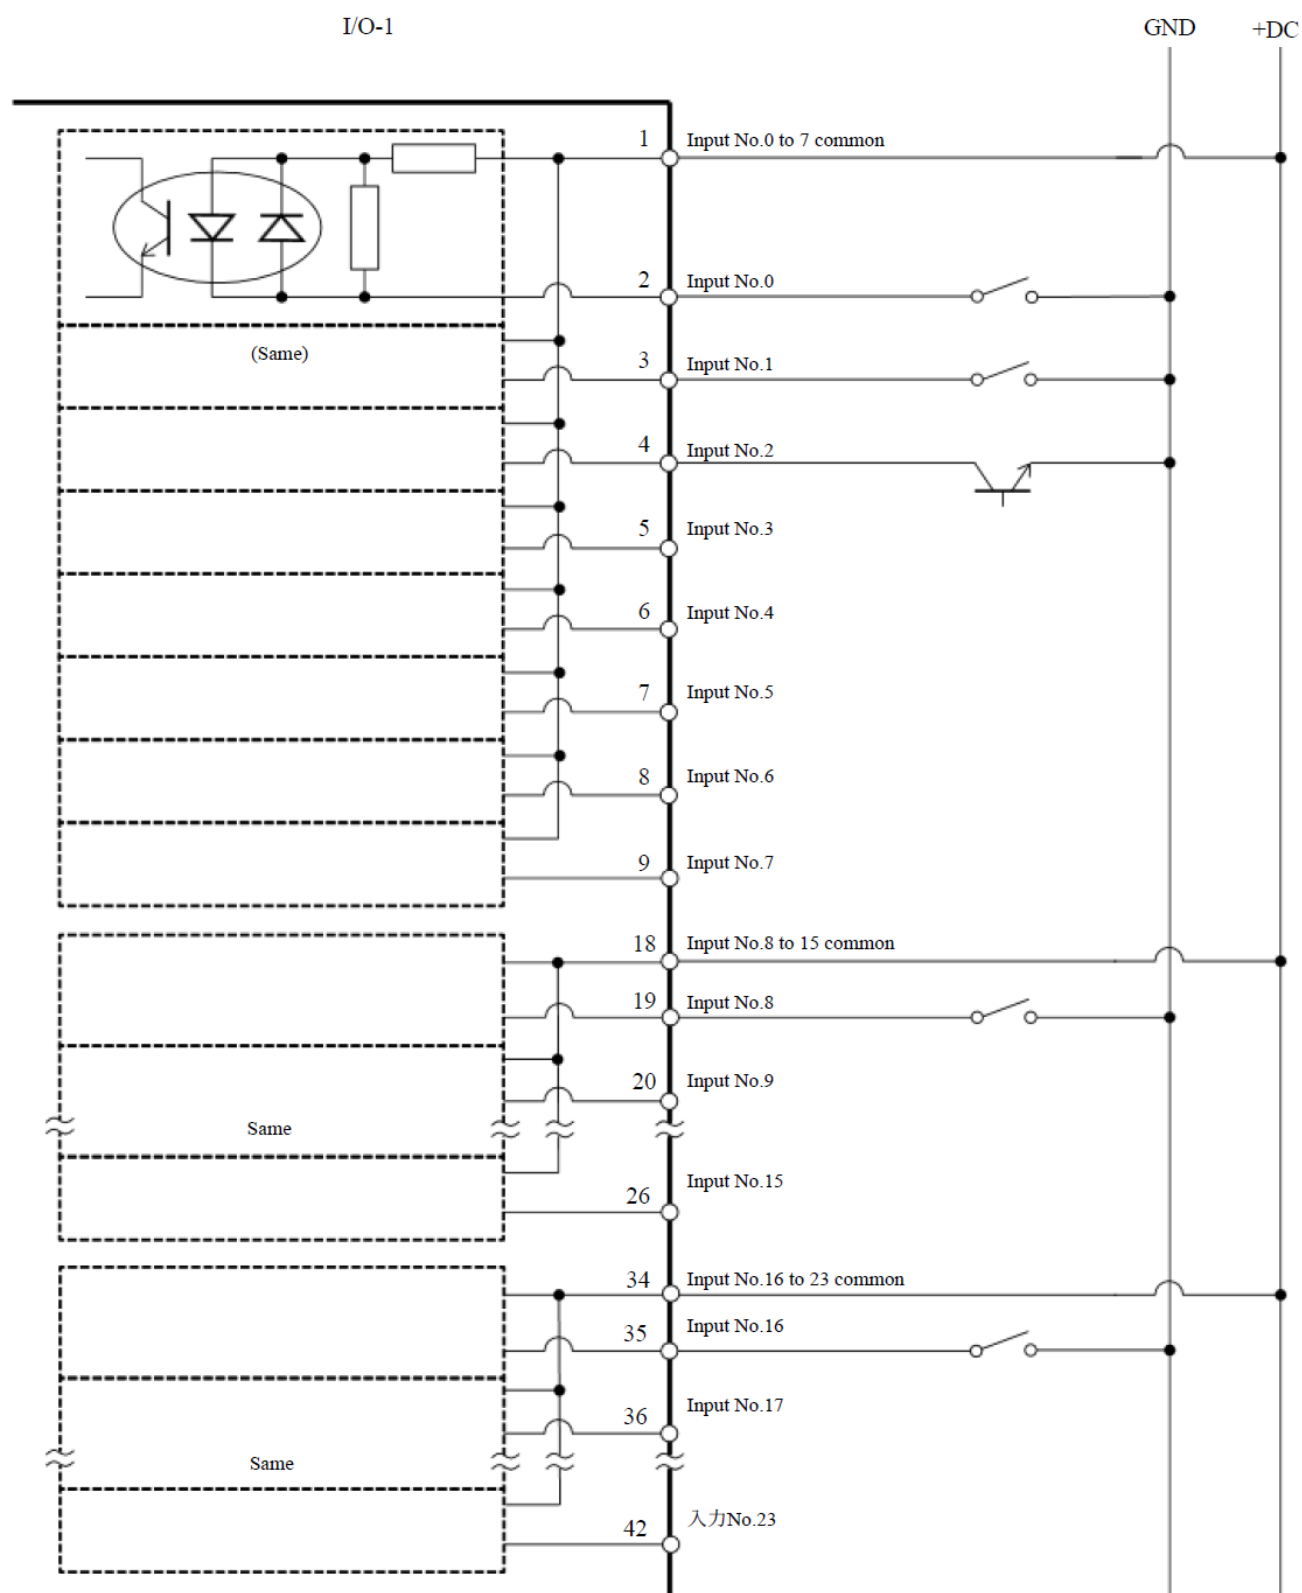 I/O-1
GND
+DC
1 Input No.0 to 7 common
2 Input No.0
(Same)
3 Input No.1
4 Input No.2
5 Input No.3
6 Input No.4
7 Input No.5
8 Input No.6
9 Input No.7
18 Input No.8 to 15 common
19 Input No.8
20 Input No.9
Same
26 Input No.15
34 Input No.16 to 23 common
35 Input No.16
36 Input No.17
Same
42 入力No.23